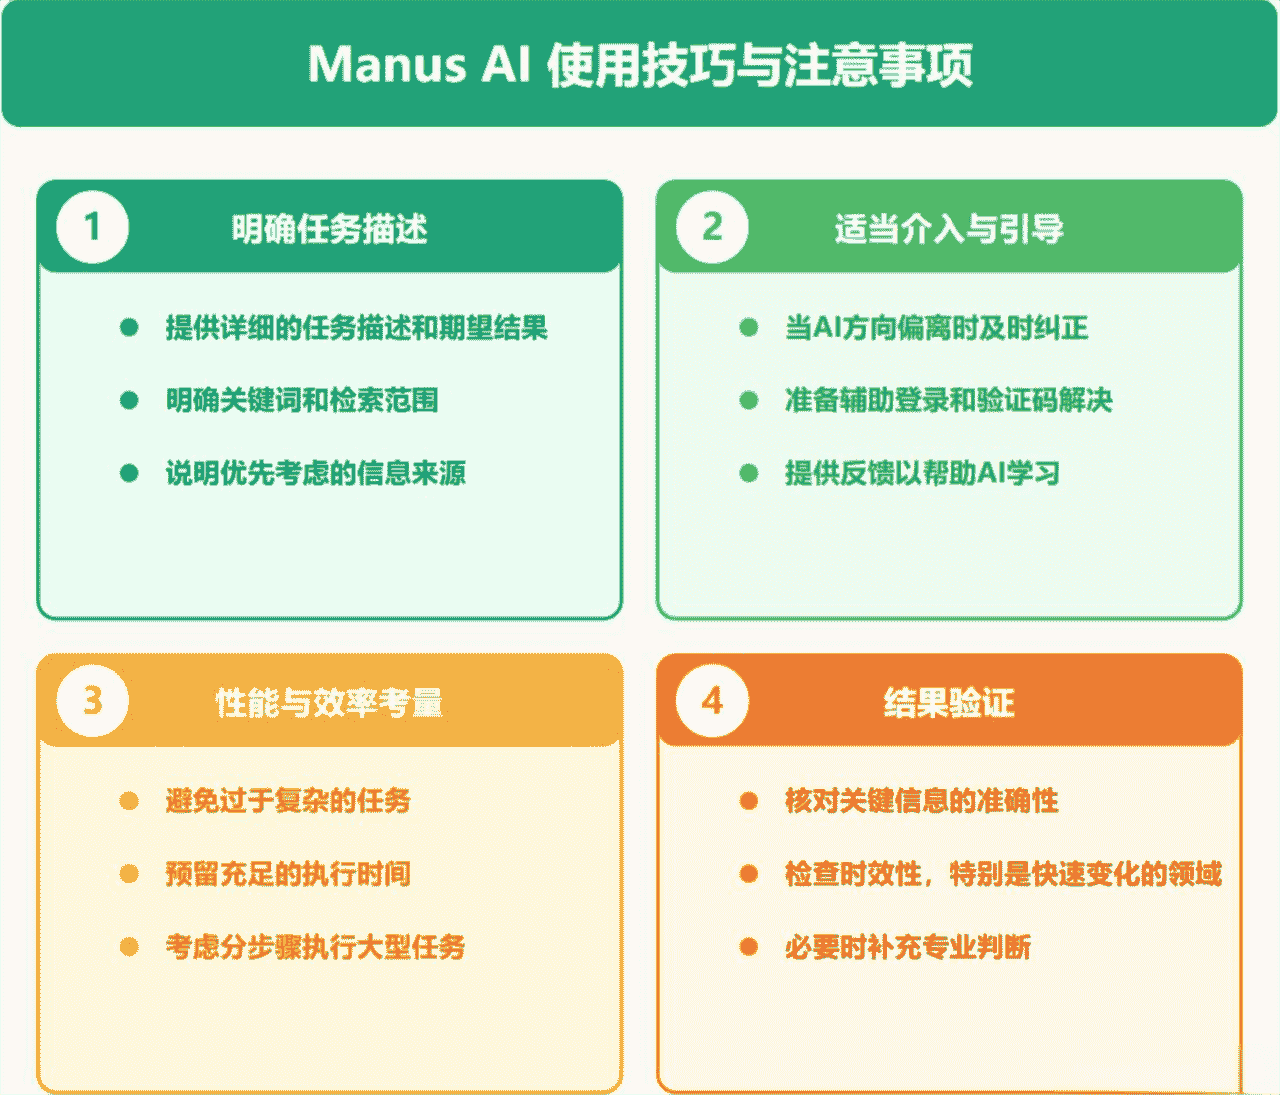 Manus AI 使用技巧与注意事项
1
明确任务描述
提供详细的任务描述和期望结果
明确关键词和检索范围
说明优先考虑的信息来源
2
适当介入与引导
当AI方向偏离时及时纠正
准备辅助登录和验证码解决
提供反馈以帮助AI学习
3
性能与效率考量
避免过于复杂的任务
预留充足的执行时间
考虑分步骤执行大型任务
4
结果验证
核对关键信息的准确性
检查时效性，特别是快速变化的领域
必要时补充专业判断